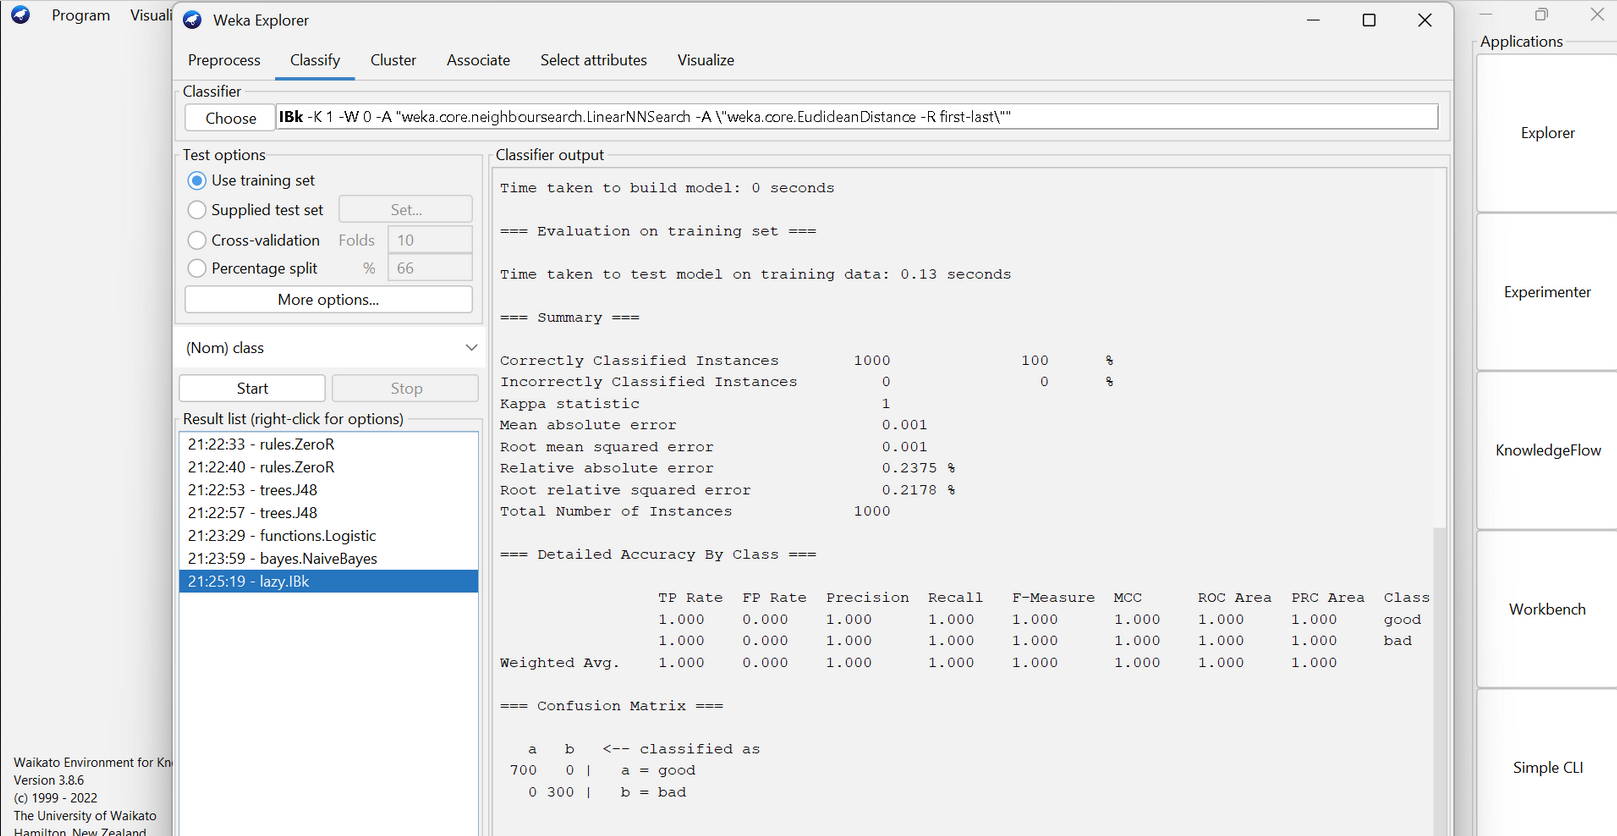 Program Visuali
Weka Explorer
Preprocess Classify Cluster Associate Select attributes Visualize
Classifier
Choose IBk -K 1 -W 0 -A "weka.core.neighboursearch.LinearNNSearch -A \"weka.core.EuclideanDistance -R first-last\""
Test options
Use training set
Supplied test set Set...
Cross-validation Folds 10
Percentage split % 66
More options...
(Nom) class
Start Stop
Result list (right-click for options)
21:22:33 - rules.ZeroR
21:22:40 - rules.ZeroR
21:22:53 - trees.J48
21:22:57 - trees.J48
21:23:29 - functions.Logistic
21:23:59 - bayes.NaiveBayes
21:25:19 - lazy.IBk
Classifier output
Time taken to build model: 0 seconds
=== Evaluation on training set ===
Time taken to test model on training data: 0.13 seconds
=== Summary ===
Correctly Classified Instances 1000 100 %
Incorrectly Classified Instances 0 0 %
Kappa statistic 1
Mean absolute error 0.001
Root mean squared error 0.001
Relative absolute error 0.2375 %
Root relative squared error 0.2178 %
Total Number of Instances 1000
=== Detailed Accuracy By Class ===
TP Rate FP Rate Precision Recall F-Measure MCC ROC Area PRC Area Class
1.000 0.000 1.000 1.000 1.000 1.000 1.000 1.000 good
1.000 0.000 1.000 1.000 1.000 1.000 1.000 1.000 bad
Weighted Avg. 1.000 0.000 1.000 1.000 1.000 1.000 1.000 1.000
=== Confusion Matrix ===
a b <-- classified as
700 0 | a = good
0 300 | b = bad
Applications
Explorer
Experimenter
KnowledgeFlow
Workbench
Simple CLI
Waikato Environment for Kn
Version 3.8.6
(c) 1999 - 2022
The University of Waikato
Hamilton, New Zealand